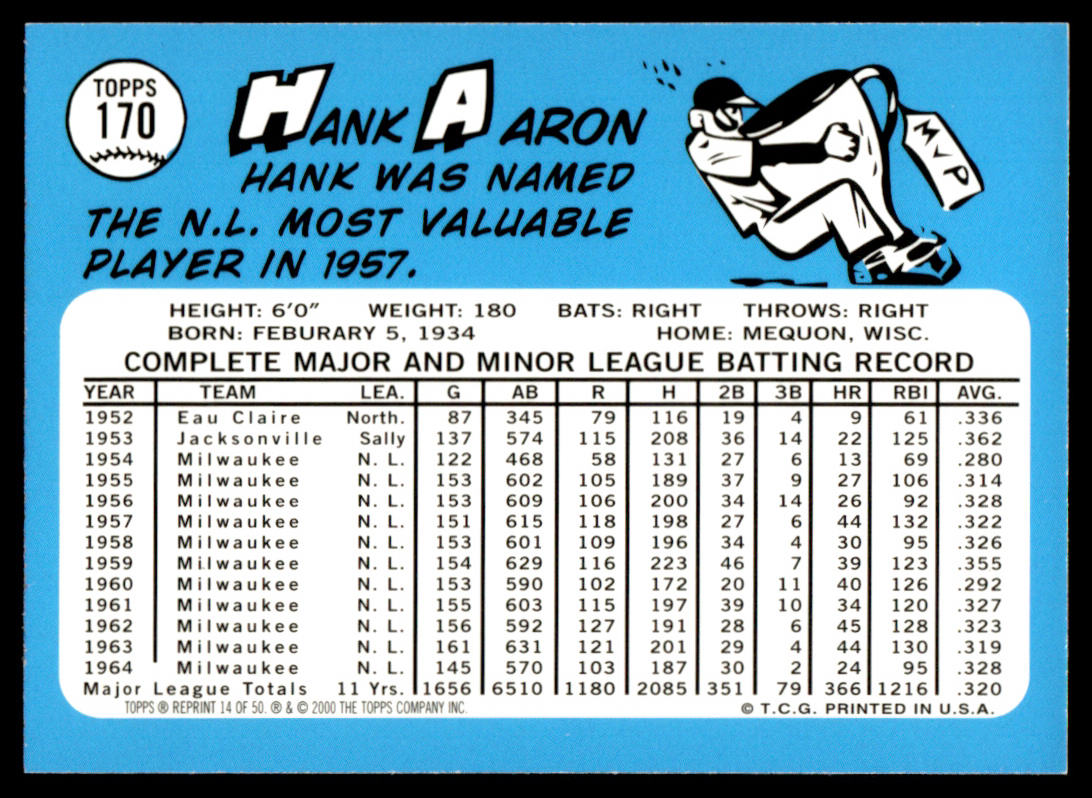 TOPPS
170
HANK AARON
HANK WAS NAMED
THE N.L. MOST VALUABLE
PLAYER IN 1957.
MVP
HEIGHT: 6'0" WEIGHT: 180 BATS: RIGHT THROWS: RIGHT
BORN: FEBURARY 5, 1934 HOME: MEQUON, WISC.
COMPLETE MAJOR AND MINOR LEAGUE BATTING RECORD
YEAR TEAM LEA. G AB R H 2B 3B HR RBI AVG.
1952 Eau Claire North. 87 345 79 116 19 4 9 61 .336
1953 Jacksonville Sally 137 574 115 208 36 14 22 125 .362
1954 Milwaukee N. L. 122 468 58 131 27 6 13 69 .280
1955 Milwaukee N. L. 153 602 105 189 37 9 27 106 .314
1956 Milwaukee N. L. 153 609 106 200 34 14 26 92 .328
1957 Milwaukee N. L. 151 615 118 198 27 6 44 132 .322
1958 Milwaukee N. L. 153 601 109 196 34 4 30 95 .326
1959 Milwaukee N. L. 154 629 116 223 46 7 39 123 .355
1960 Milwaukee N. L. 153 590 102 172 20 11 40 126 .292
1961 Milwaukee N. L. 155 603 115 197 39 10 34 120 .327
1962 Milwaukee N. L. 156 592 127 191 28 6 45 128 .323
1963 Milwaukee N. L. 161 631 121 201 29 4 44 130 .319
1964 Milwaukee N. L. 145 570 103 187 30 2 24 95 .328
Major League Totals 11 Yrs. 1656 6510 1180 2085 351 79 366 1216 .320
TOPPS ® REPRINT 14 OF 50. ® & © 2000 THE TOPPS COMPANY INC. © T.C.G. PRINTED IN U.S.A.